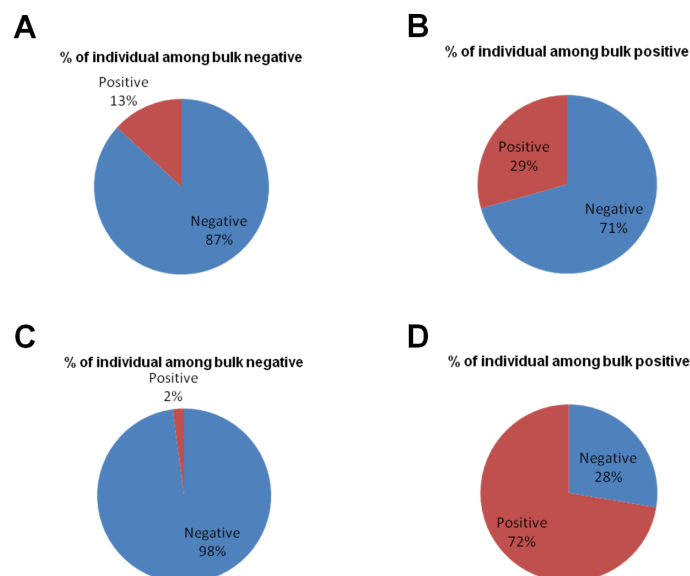 A
% of individual among bulk negative
Positive
13%
Negative
87%
B
% of individual among bulk positive
Positive
29%
Negative
71%
C
% of individual among bulk negative
Positive
2%
Negative
98%
D
% of individual among bulk positive
Negative
28%
Positive
72%